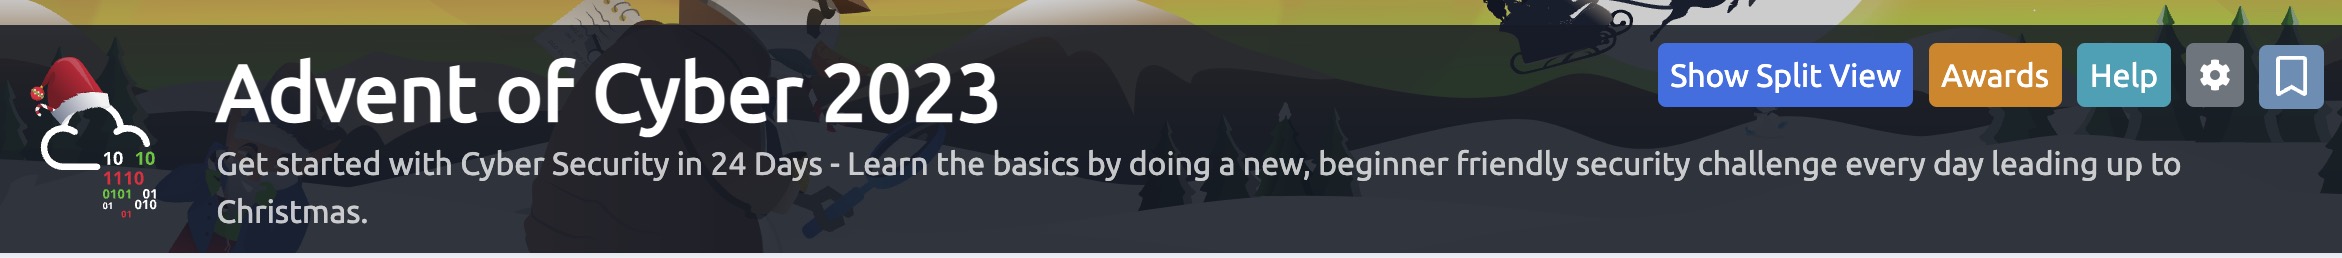 Advent of Cyber 2023
Show Split View
Awards
Help
Get started with Cyber Security in 24 Days - Learn the basics by doing a new, beginner friendly security challenge every day leading up to
Christmas.
10 10
1110
0101 01
01 010
01